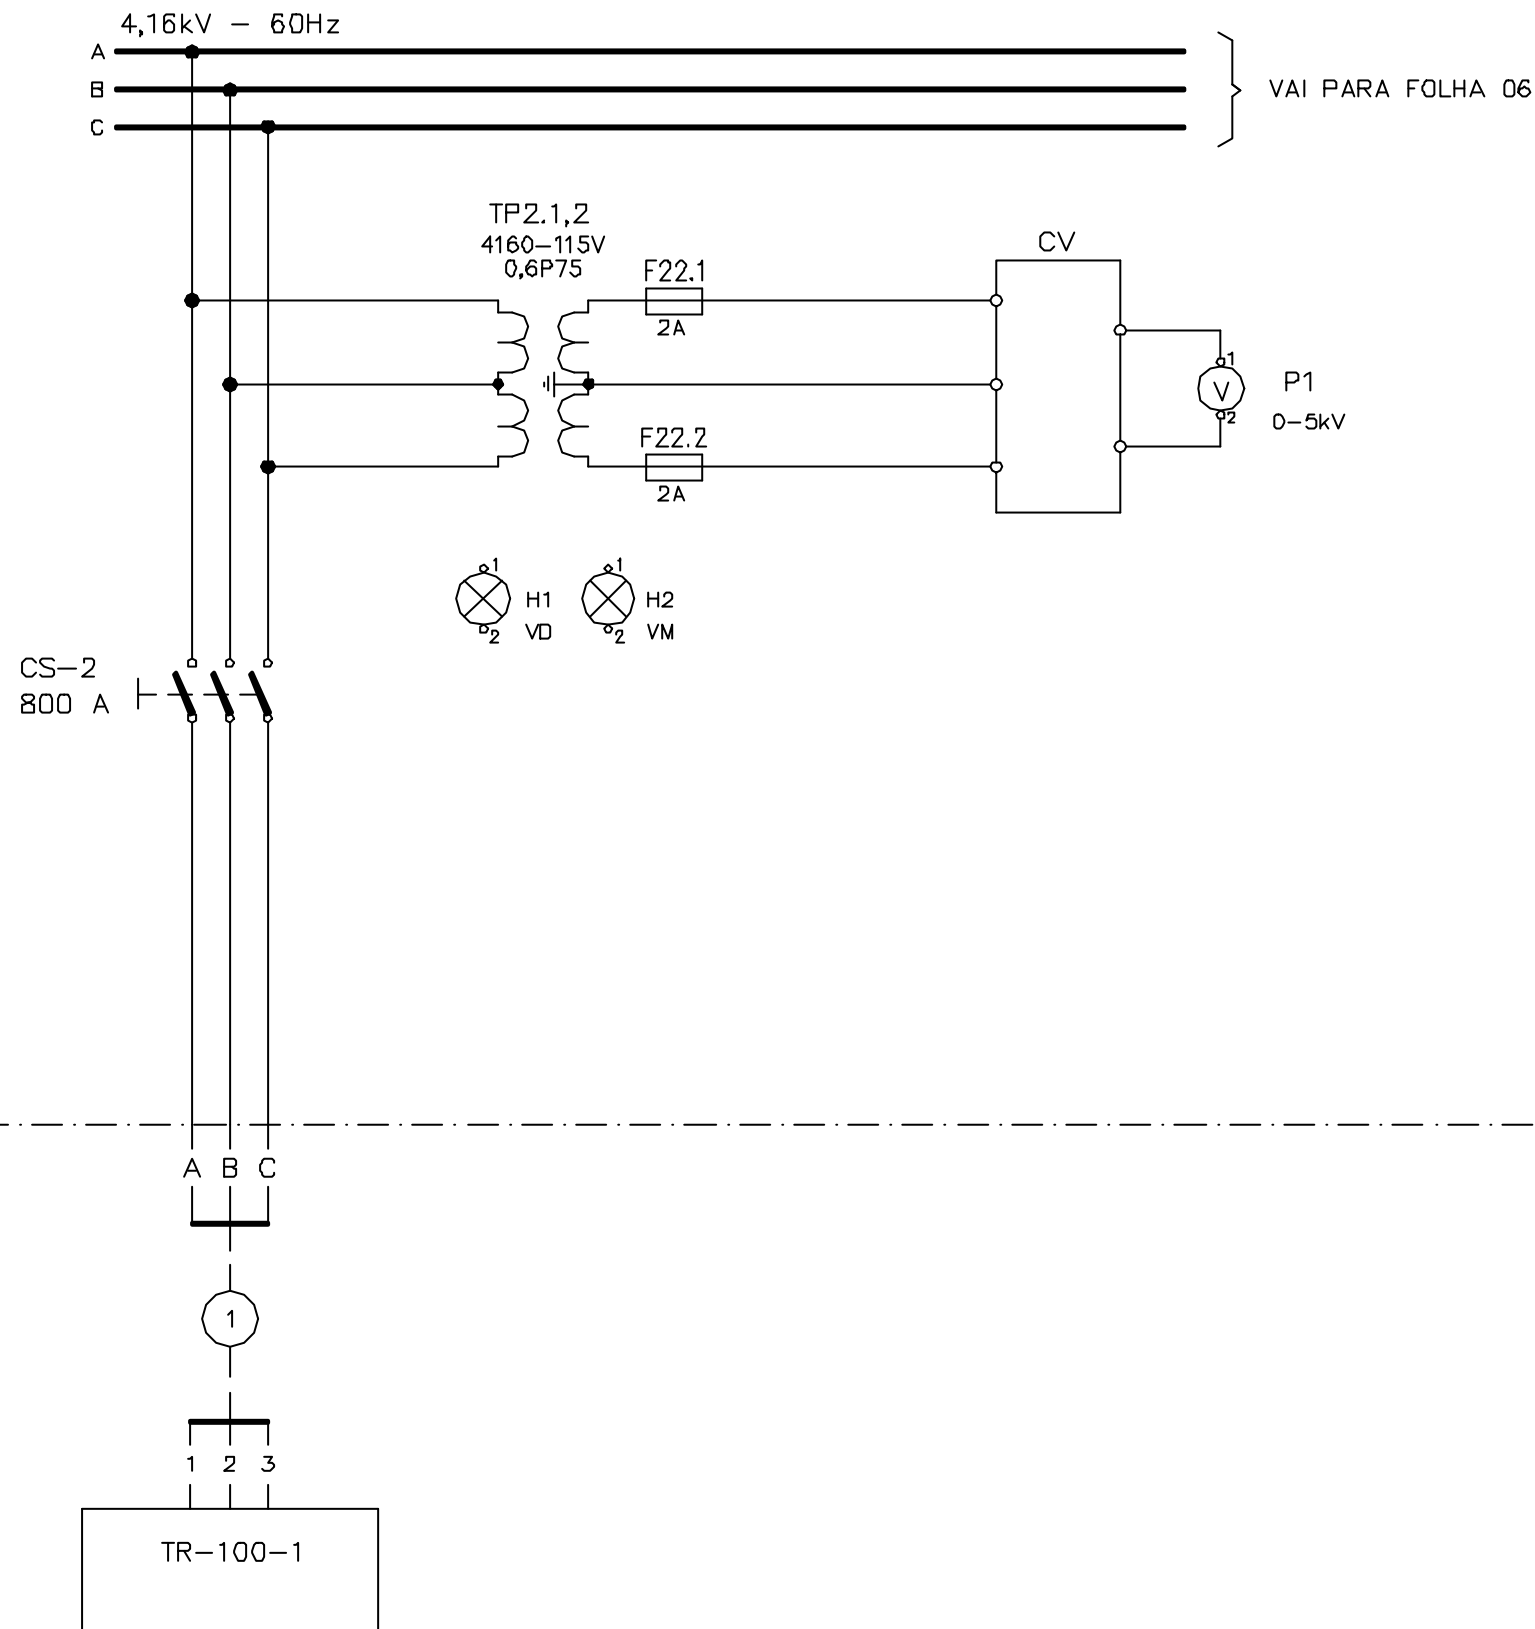 4,16kV - 60Hz
A
B
C
VAI PARA FOLHA 06
TP2.1,2
4160-115V
0,6P75
F22.1
2A
CV
1
V
2
P1
0-5kV
F22.2
2A
1
H1
2
VD
1
H2
2
VM
CS-2
800 A
A B C
1
1 2 3
TR-100-1